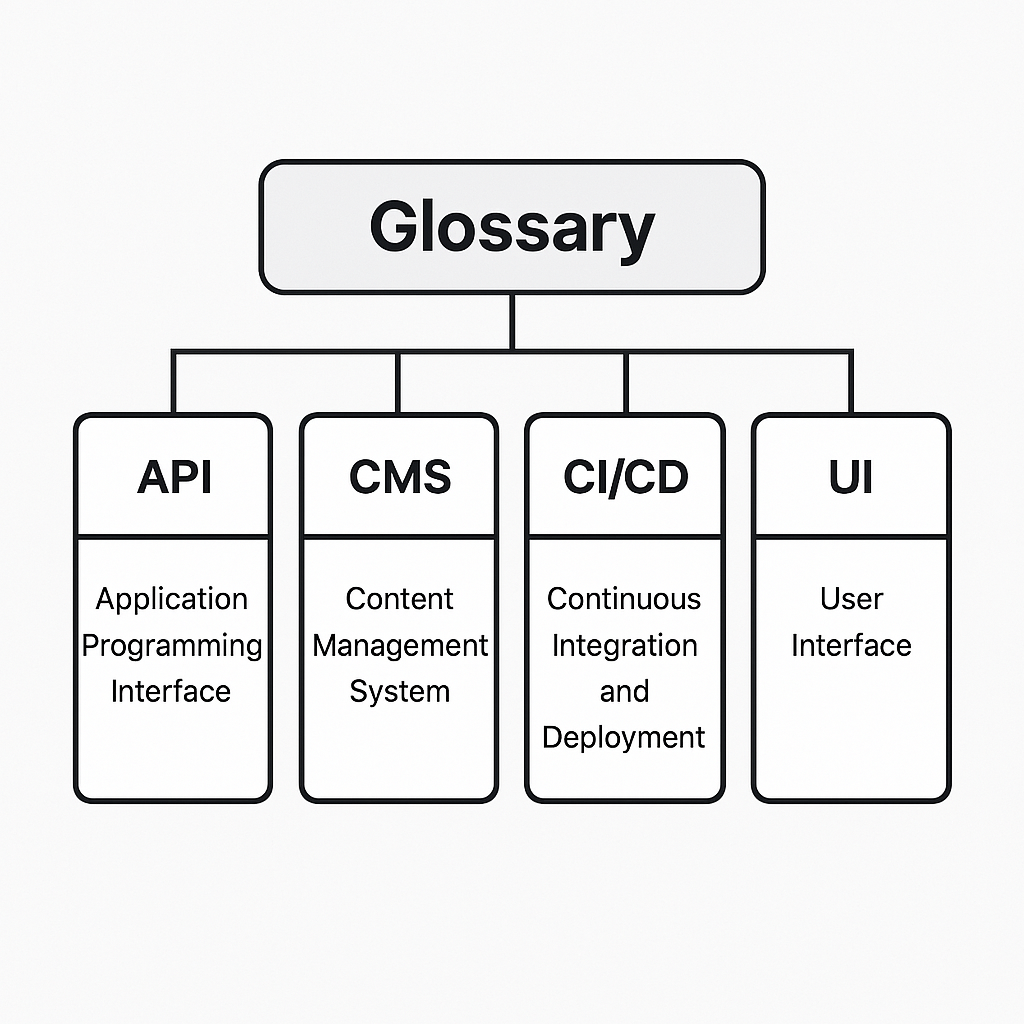 Glossary
API
Application
Programming
Interface
CMS
Content
Management
System
CI/CD
Continuous
Integration
and
Deployment
UI
User
Interface